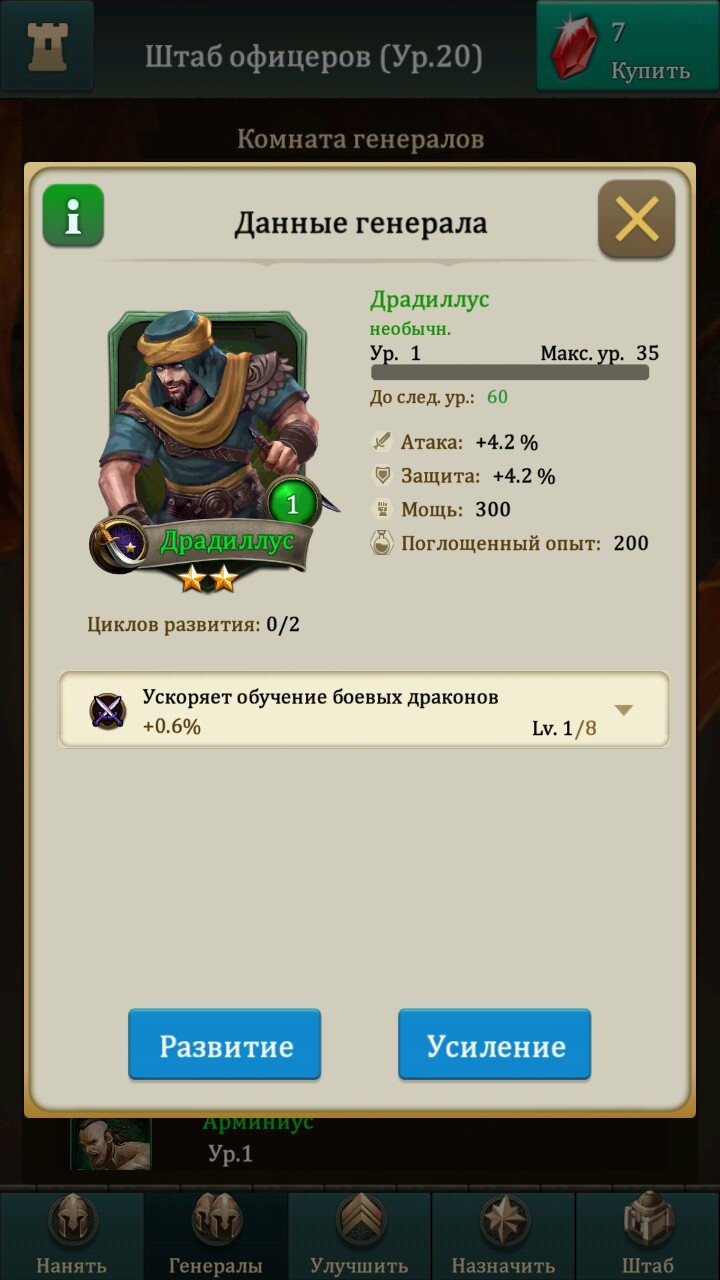 Штаб офицеров (Ур.20)
7
Купить
Комната генералов
i
Данные генерала
Драдиллус
необычн.
Ур. 1 Макс. ур. 35
До след. ур.: 60
Атака: +4.2 %
Защита: +4.2 %
Мощь: 300
Поглощенный опыт: 200
1
Драдиллус
Циклов развития: 0/2
Ускоряет обучение боевых драконов
+0.6% Lv. 1/8
Развитие Усиление
Арминиус
Ур.1
Нанять Генералы Улучшить Назначить Штаб